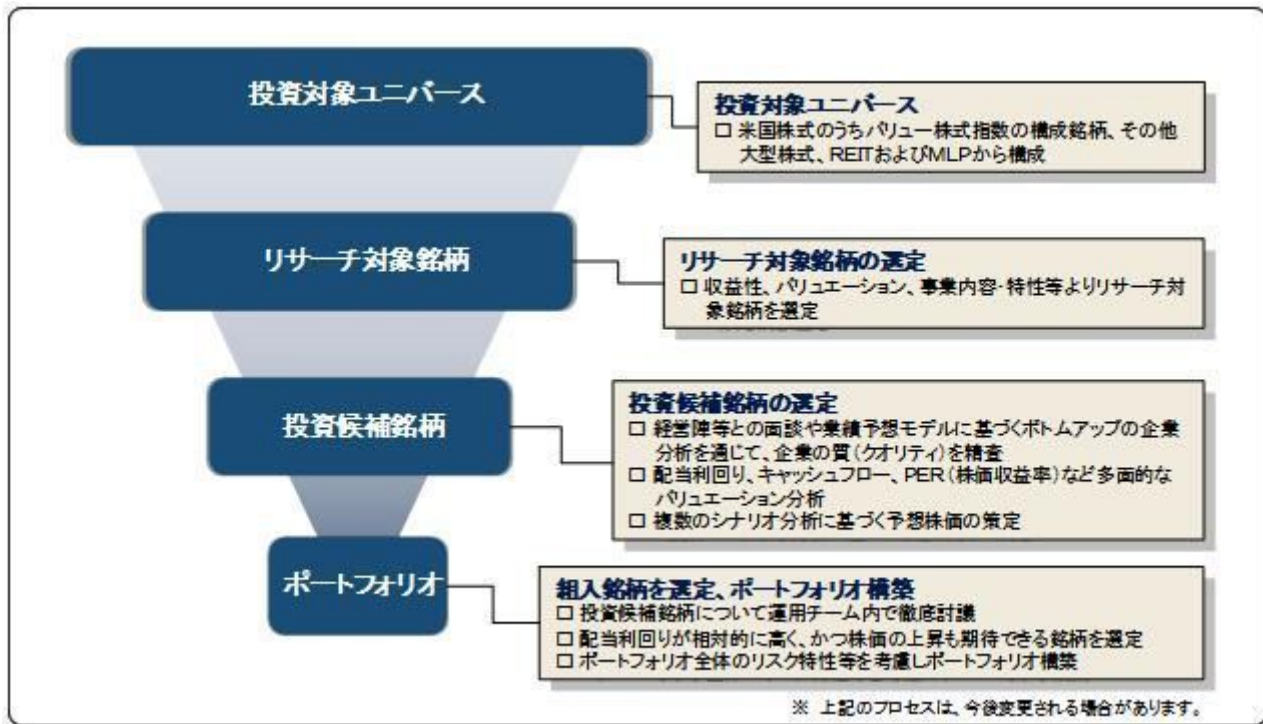 投資対象ユニバース
投資対象ユニバース
□ 米国株式のうちバリュー株式指数の構成銘柄、その他
大型株式、REITおよびMLPから構成
リサーチ対象銘柄
リサーチ対象銘柄の選定
□ 収益性、バリュエーション、事業内容・特性等よりリサーチ対
象銘柄を選定
投資候補銘柄
投資候補銘柄の選定
□ 経営陣等との面談や業績予想モデルに基づくボトムアップの企業
分析を通じて、企業の質(クオリティ)を精査
□ 配当利回り、キャッシュフロー、PER(株価収益率)など多面的な
バリュエーション分析
□ 複数のシナリオ分析に基づく予想株価の策定
ポートフォリオ
組入銘柄を選定、ポートフォリオ構築
□ 投資候補銘柄について運用チーム内で徹底討議
□ 配当利回りが相対的に高く、かつ株価の上昇も期待できる銘柄を選定
□ ポートフォリオ全体のリスク特性等を考慮しポートフォリオ構築
※ 上記のプロセスは、今後変更される場合があります。